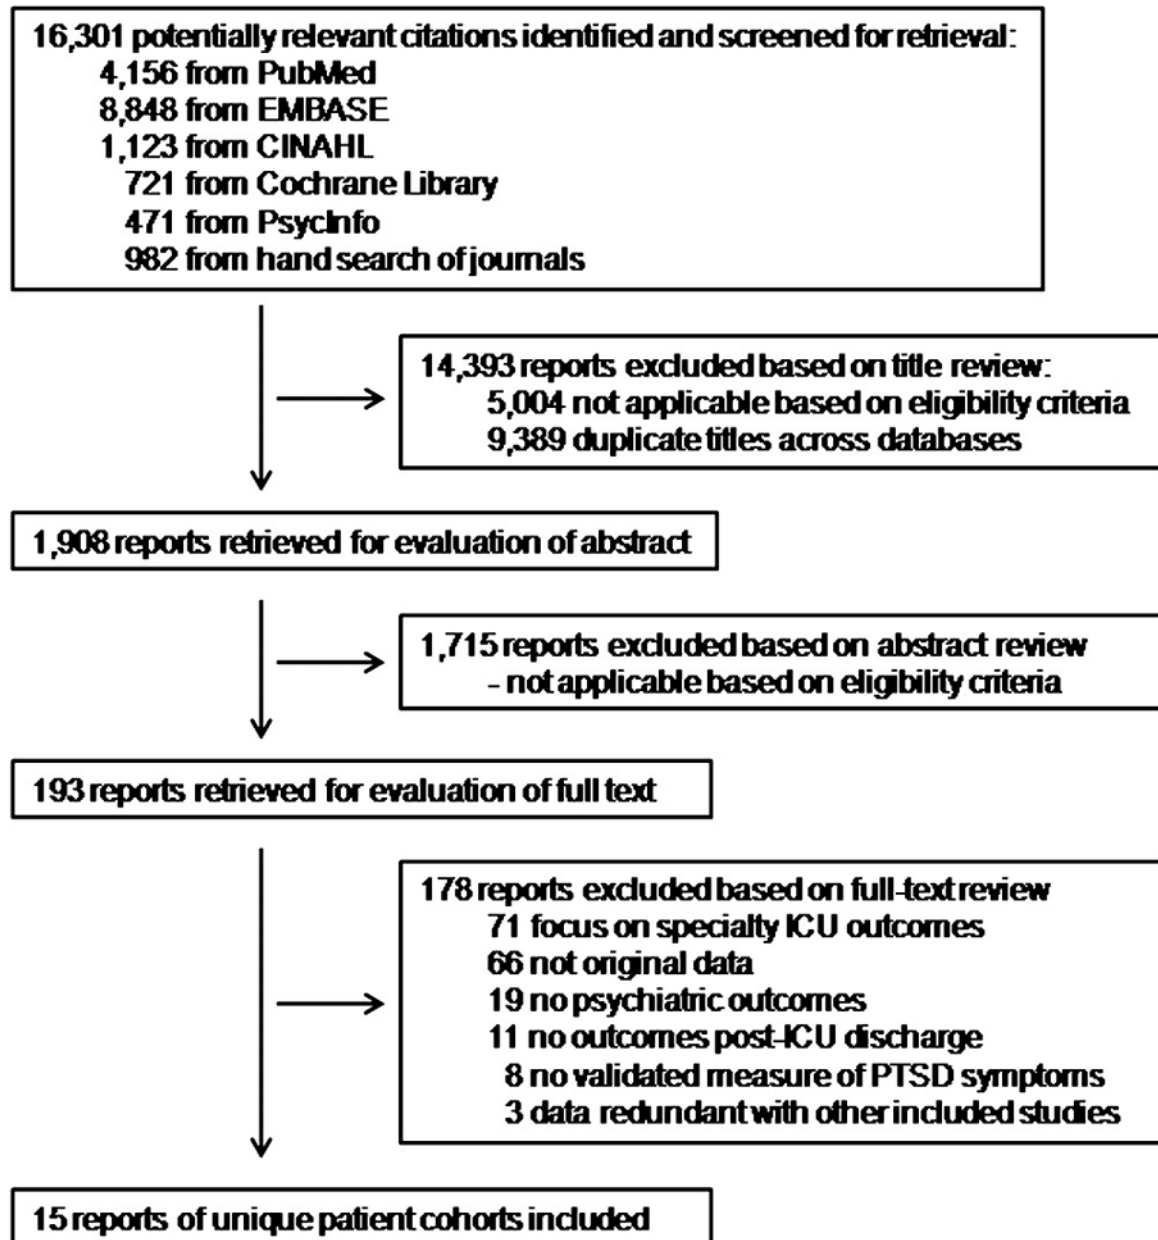 16,301 potentially relevant citations identified and screened for retrieval:
4,156 from PubMed
8,848 from EMBASE
1,123 from CINAHL
721 from Cochrane Library
471 from PsycInfo
982 from hand search of journals
14,393 reports excluded based on title review:
5,004 not applicable based on eligibility criteria
9,389 duplicate titles across databases
1,908 reports retrieved for evaluation of abstract
1,715 reports excluded based on abstract review
- not applicable based on eligibility criteria
193 reports retrieved for evaluation of full text
178 reports excluded based on full-text review
71 focus on specialty ICU outcomes
66 not original data
19 no psychiatric outcomes
11 no outcomes post-ICU discharge
8 no validated measure of PTSD symptoms
3 data redundant with other included studies
15 reports of unique patient cohorts included